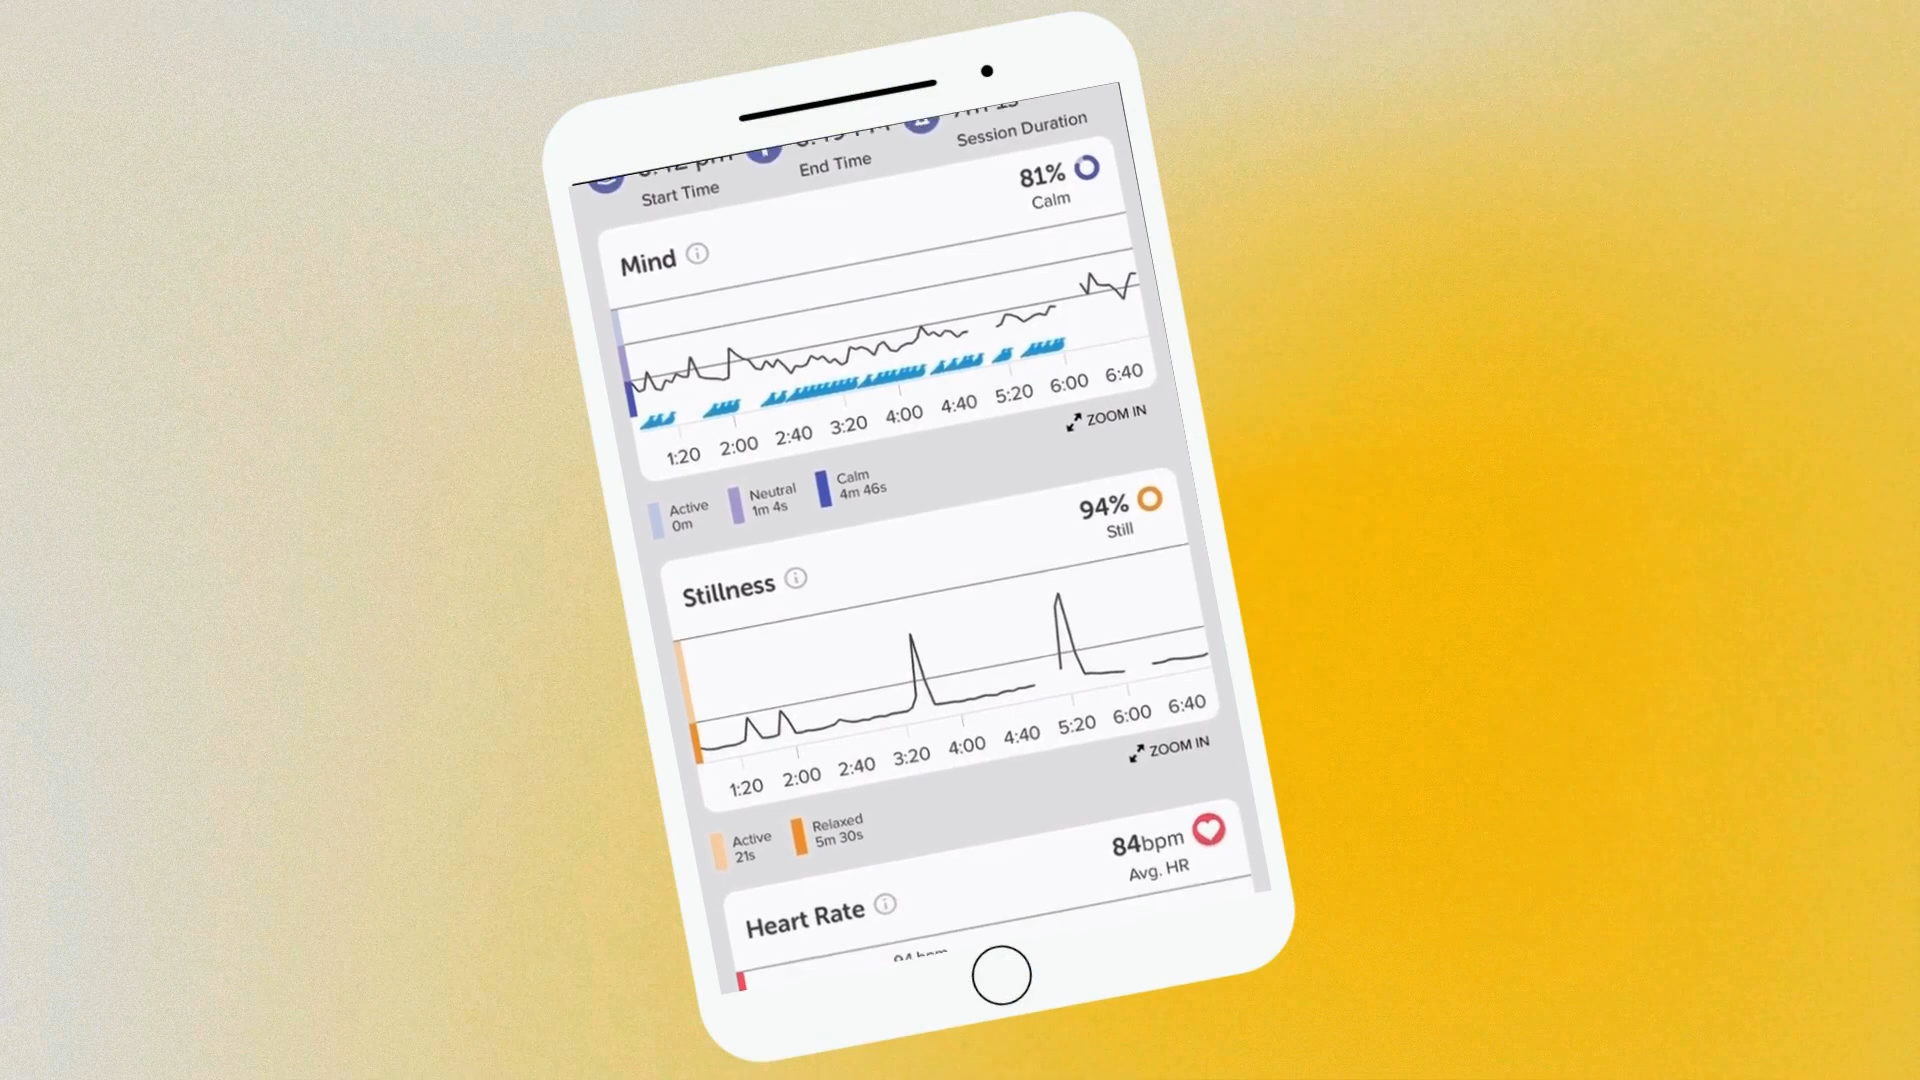 Start Time
End Time
Session Duration
Mind
81%
Calm
1:20 2:00 2:40 3:20 4:00 4:40 5:20 6:00 6:40
ZOOM IN
Active
0m
Neutral
1m 4s
Calm
4m 46s
Stillness
94%
Still
1:20 2:00 2:40 3:20 4:00 4:40 5:20 6:00 6:40
ZOOM IN
Active
21s
Relaxed
5m 30s
Heart Rate
84bpm
Avg. HR